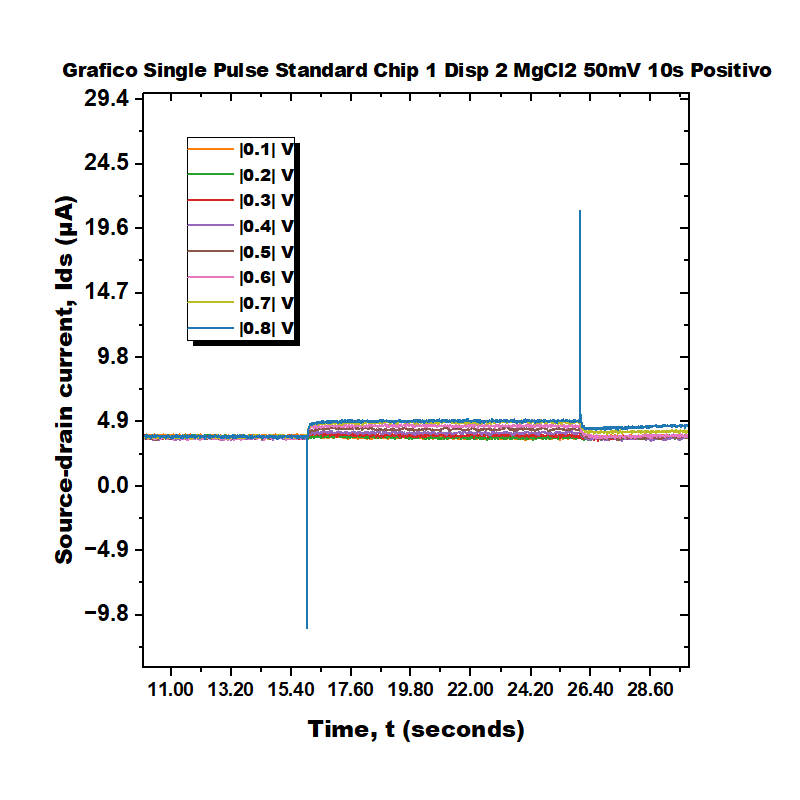 Grafico Single Pulse Standard Chip 1 Disp 2 MgCl2 50mV 10s Positivo
29.4
24.5
19.6
14.7
9.8
4.9
0.0
−4.9
−9.8
Source-drain current, Ids (µA)
|0.1| V
|0.2| V
|0.3| V
|0.4| V
|0.5| V
|0.6| V
|0.7| V
|0.8| V
11.00 13.20 15.40 17.60 19.80 22.00 24.20 26.40 28.60
Time, t (seconds)